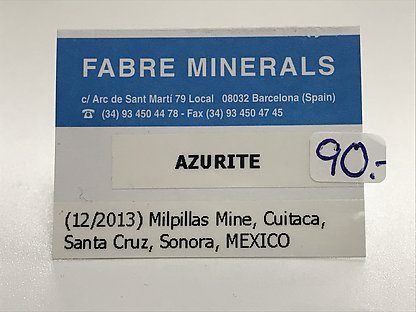 FABRE MINERALS
c/ Arc de Sant Martí 79 Local 08032 Barcelona (Spain)
☎ (34) 93 450 44 78 - Fax (34) 93 450 47 45
AZURITE
90.-
(12/2013) Milpillas Mine, Cuitaca,
Santa Cruz, Sonora, MEXICO